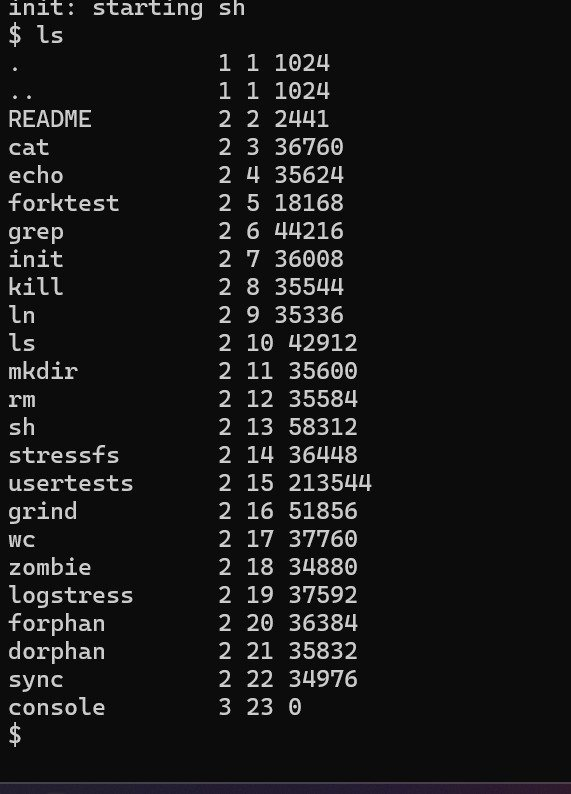 init: starting sh
$ ls
.              1 1 1024
..             1 1 1024
README         2 2 2441
cat            2 3 36760
echo           2 4 35624
forktest       2 5 18168
grep           2 6 44216
init           2 7 36008
kill           2 8 35544
ln             2 9 35336
ls             2 10 42912
mkdir          2 11 35600
rm             2 12 35584
sh             2 13 58312
stressfs       2 14 36448
usertests      2 15 213544
grind          2 16 51856
wc             2 17 37760
zombie         2 18 34880
logstress      2 19 37592
forphan        2 20 36384
dorphan        2 21 35832
sync           2 22 34976
console        3 23 0
$